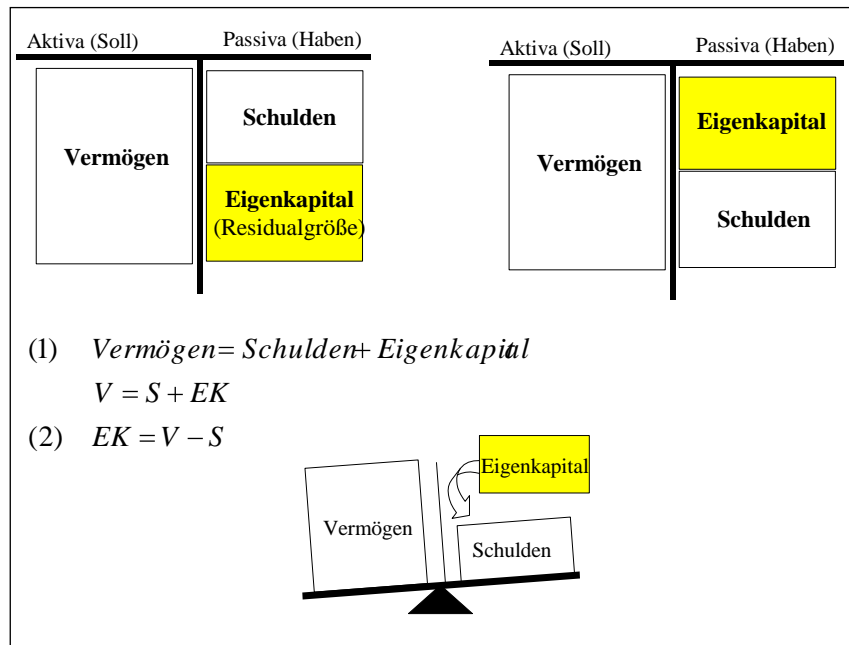 Aktiva (Soll) Passiva (Haben)
Schulden
Vermögen
Eigenkapital
(Residualgröße)
Aktiva (Soll) Passiva (Haben)
Eigenkapital
Vermögen
Schulden
(1) Vermögen = Schulden + Eigenkapital
V = S + EK
(2) EK = V − S
Eigenkapital
Vermögen
Schulden